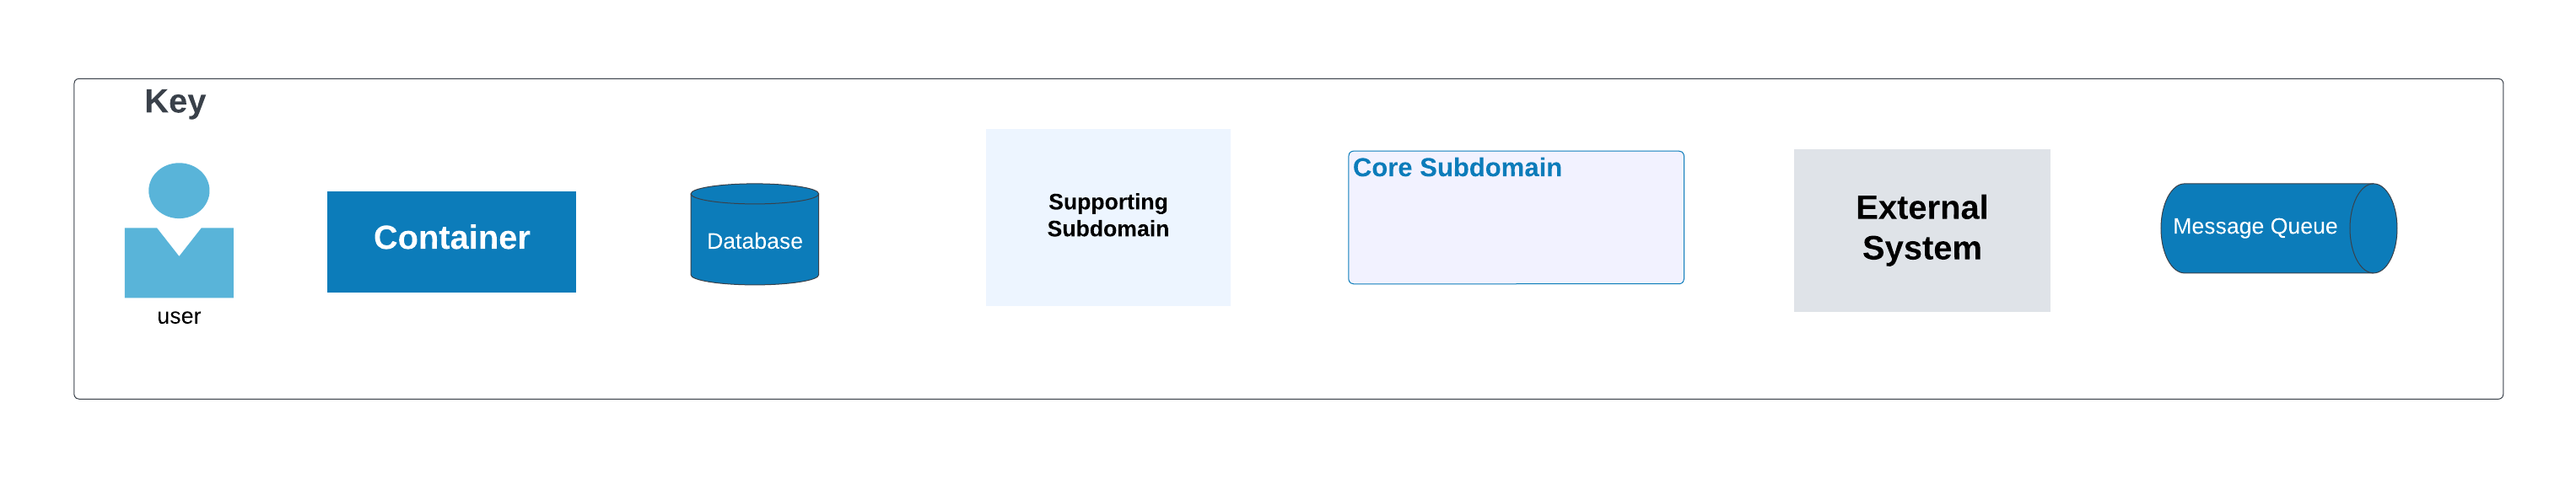 Key
user
Container
Database
Supporting
Subdomain
Core Subdomain
External
System
Message Queue